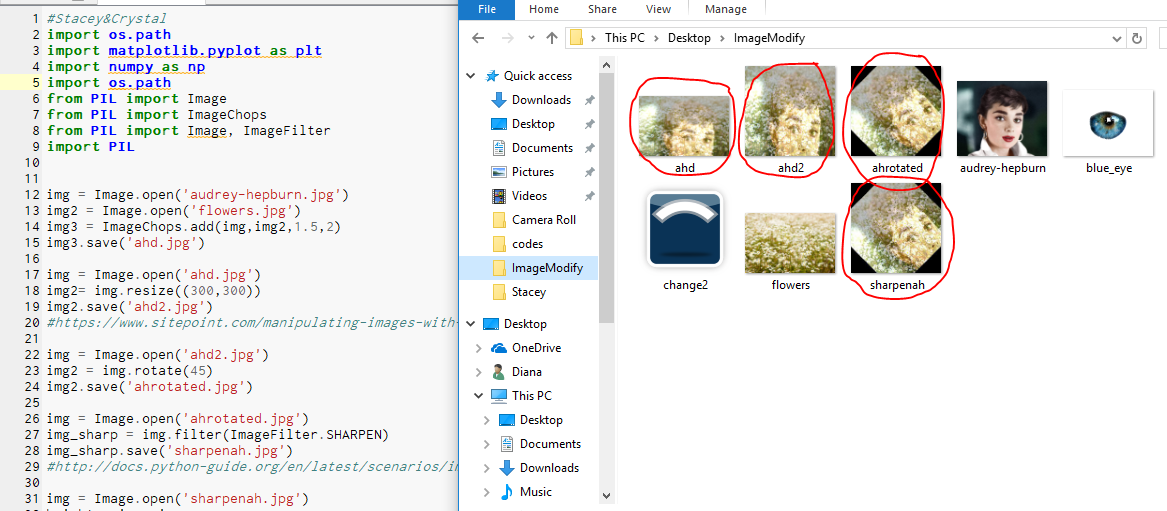 1 #Stacey&Crystal
2 import os.path
3 import matplotlib.pyplot as plt
4 import numpy as np
5 import os.path
6 from PIL import Image
7 from PIL import ImageChops
8 from PIL import Image, ImageFilter
9 import PIL
10
11
12 img = Image.open('audrey-hepburn.jpg')
13 img2 = Image.open('flowers.jpg')
14 img3 = ImageChops.add(img,img2,1.5,2)
15 img3.save('ahd.jpg')
16
17 img = Image.open('ahd.jpg')
18 img2= img.resize((300,300))
19 img2.save('ahd2.jpg')
20 #https://www.sitepoint.com/manipulating-images-with-
21
22 img = Image.open('ahd2.jpg')
23 img2 = img.rotate(45)
24 img2.save('ahrotated.jpg')
25
26 img = Image.open('ahrotated.jpg')
27 img_sharp = img.filter(ImageFilter.SHARPEN)
28 img_sharp.save('sharpenah.jpg')
29 #http://docs.python-guide.org/en/latest/scenarios/i
30
31 img = Image.open('sharpenah.jpg')
File Home Share View Manage
This PC > Desktop > ImageModify
Quick access
Downloads
Desktop
Documents
Pictures
Videos
Camera Roll
codes
ImageModify
Stacey
Desktop
OneDrive
Diana
This PC
Desktop
Documents
Downloads
Music
ahd ahd2 ahrotated audrey-hepburn blue_eye
change2 flowers sharpenah